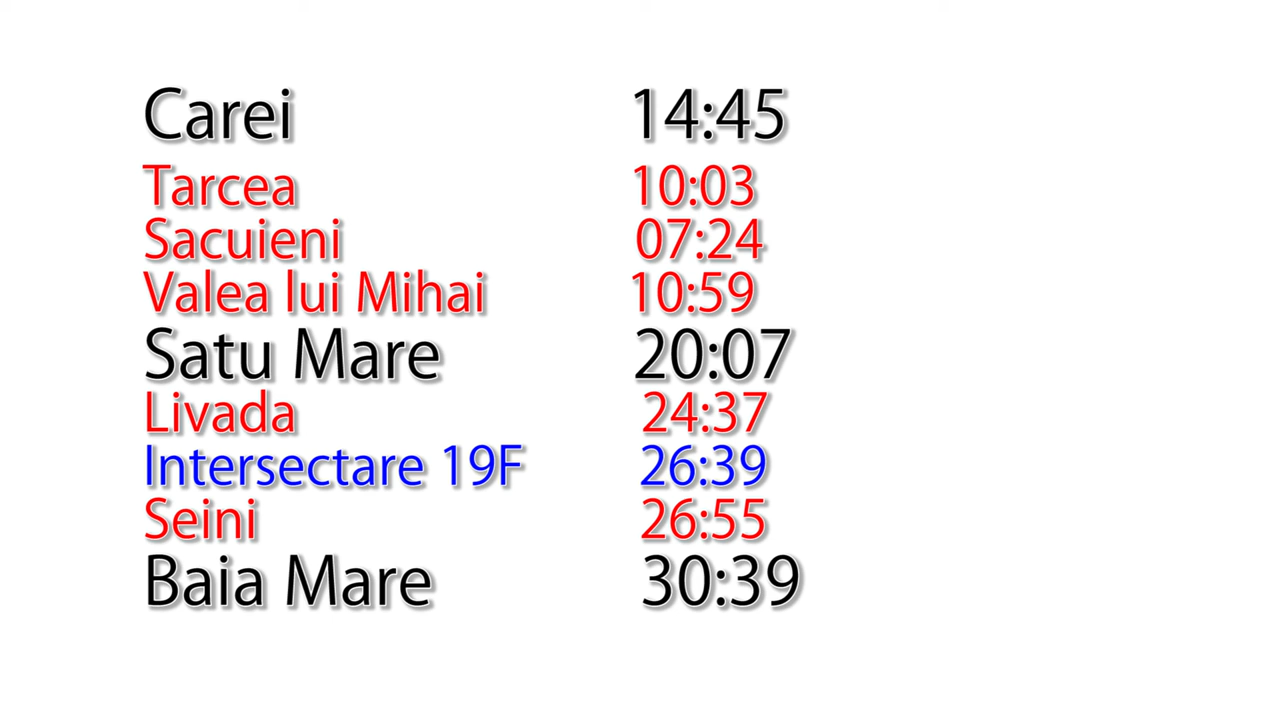 Carei 14:45
Tarcea 10:03
Sacuieni 07:24
Valea lui Mihai 10:59
Satu Mare 20:07
Livada 24:37
Intersectare 19F 26:39
Seini 26:55
Baia Mare 30:39